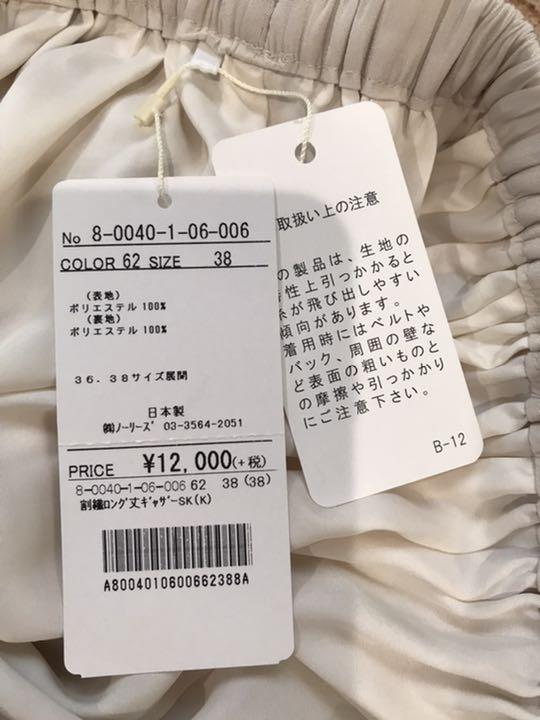 No 8-0040-1-06-006
COLOR 62 SIZE 38
(表地)
ポリエステル 100%
(裏地)
ポリエステル 100%
36.38サイズ展開
日本製
㈱ノーリーズ 03-3564-2051
PRICE ¥12,000(+税)
8-0040-1-06-006 62 38 (38)
割繊ロング丈ギャザーSK(K)
A8004010600662388A
取扱い上の注意
の製品は、生地の
性上引っかかると
が飛び出しやすい
傾向があります。
着用時にはベルトや
バック、周囲の壁な
ど表面の粗いものと
の摩擦や引っかかり
にご注意下さい。
B-12